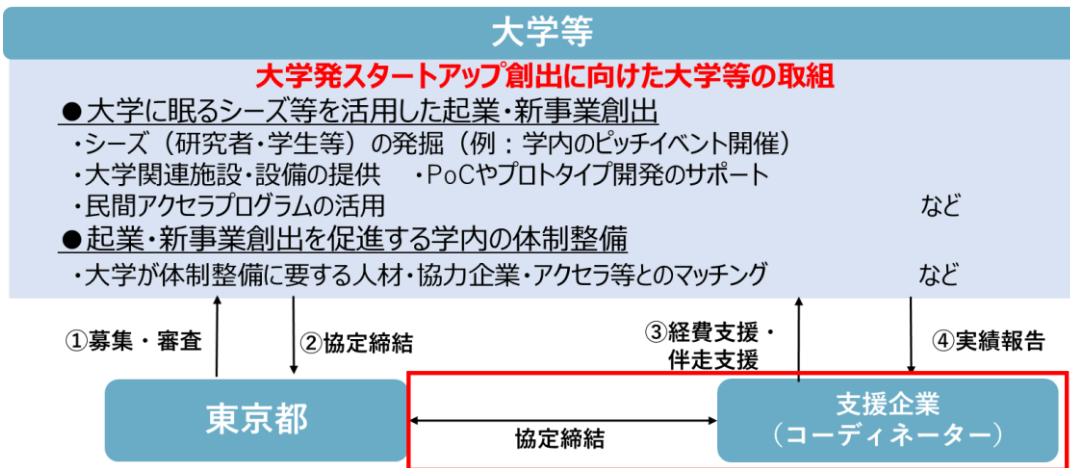 大学等
大学発スタートアップ創出に向けた大学等の取組
●大学に眠るシーズ等を活用した起業・新事業創出
・シーズ（研究者・学生等）の発掘（例：学内のピッチイベント開催）
・大学関連施設・設備の提供　・PoCやプロトタイプ開発のサポート
・民間アクセラプログラムの活用　など
●起業・新事業創出を促進する学内の体制整備
・大学が体制整備に要する人材・協力企業・アクセラ等とのマッチング　など
①募集・審査
②協定締結
③経費支援・
伴走支援
④実績報告
東京都
協定締結
支援企業
（コーディネーター）